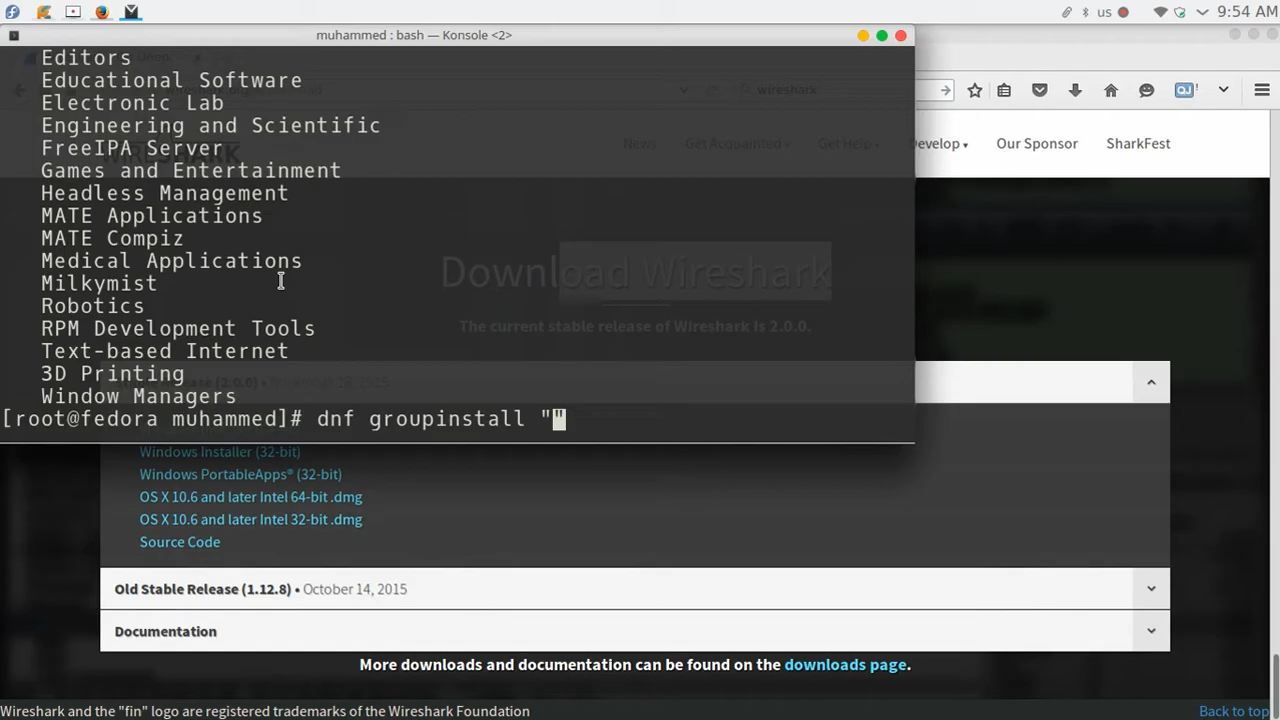 us
9:54 AM
muhammed : bash — Konsole <2>
Editors
Educational Software
Electronic Lab
Engineering and Scientific
FreeIPA Server
Games and Entertainment
Headless Management
MATE Applications
MATE Compiz
Medical Applications
Milkymist
Robotics
RPM Development Tools
Text-based Internet
3D Printing
Window Managers
[root@fedora muhammed]# dnf groupinstall ""
wireshark
News
Get Acquainted
Get Help
Develop
Our Sponsor
SharkFest
Download Wireshark
The current stable release of Wireshark is 2.0.0.
Windows Installer (32-bit)
Windows PortableApps® (32-bit)
OS X 10.6 and later Intel 64-bit .dmg
OS X 10.6 and later Intel 32-bit .dmg
Source Code
Old Stable Release (1.12.8) • October 14, 2015
Documentation
More downloads and documentation can be found on the downloads page.
Wireshark and the "fin" logo are registered trademarks of the Wireshark Foundation
Back to top